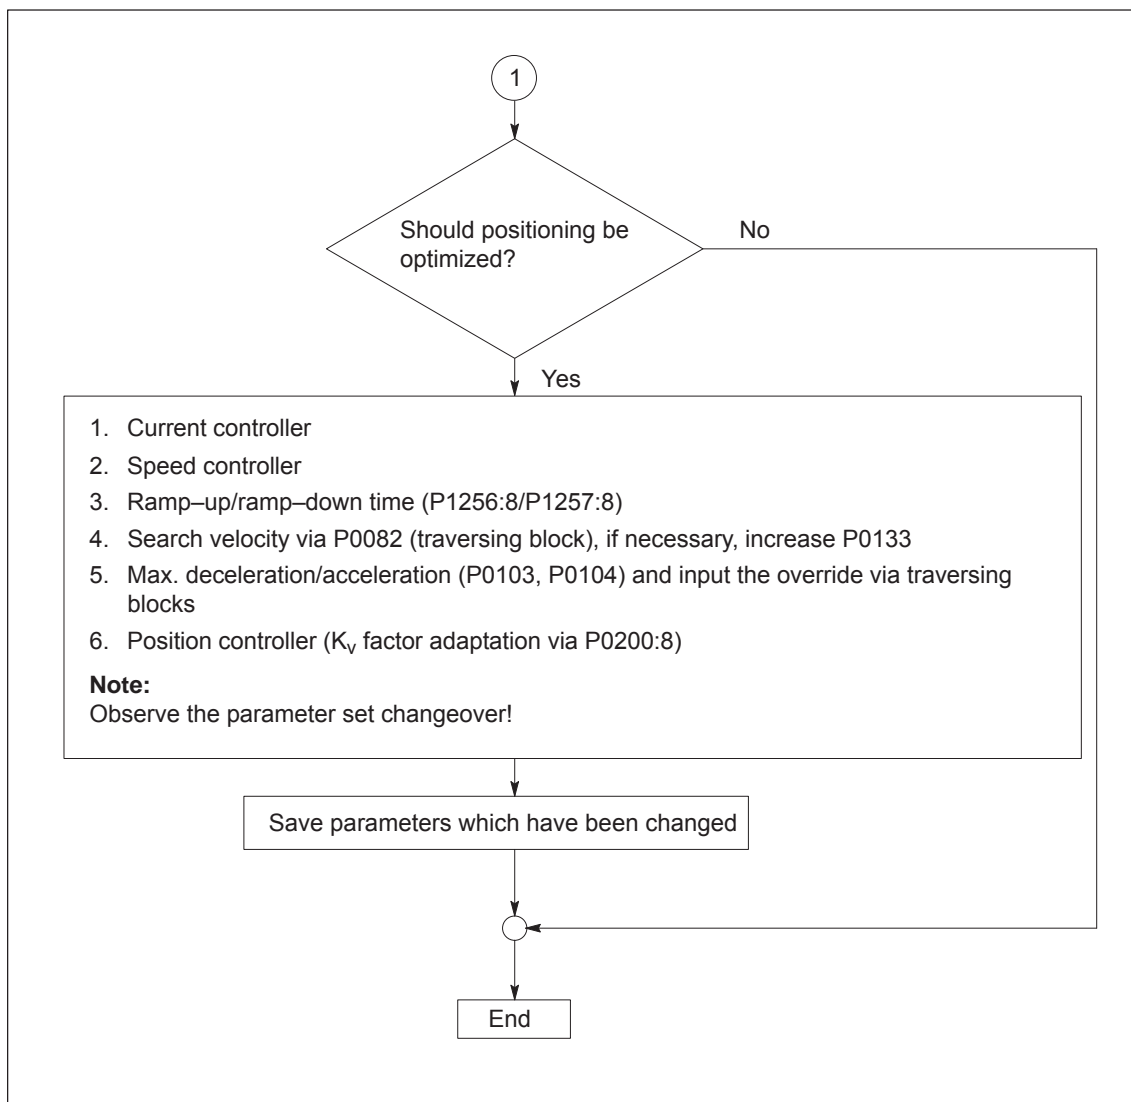 1
Should positioning be
optimized?
No
Yes
1. Current controller
2. Speed controller
3. Ramp–up/ramp–down time (P1256:8/P1257:8)
4. Search velocity via P0082 (traversing block), if necessary, increase P0133
5. Max. deceleration/acceleration (P0103, P0104) and input the override via traversing
blocks
6. Position controller (Kv factor adaptation via P0200:8)
Note:
Observe the parameter set changeover!
Save parameters which have been changed
End